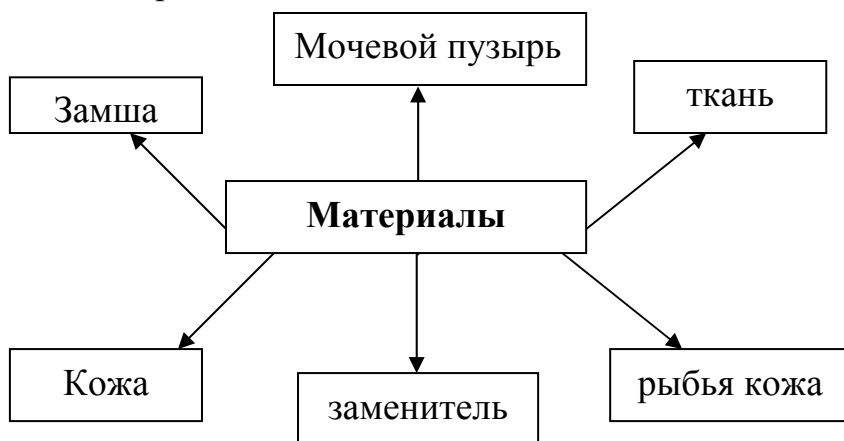 Мочевой пузырь
Замша
ткань
Материалы
Кожа
заменитель
рыбья кожа